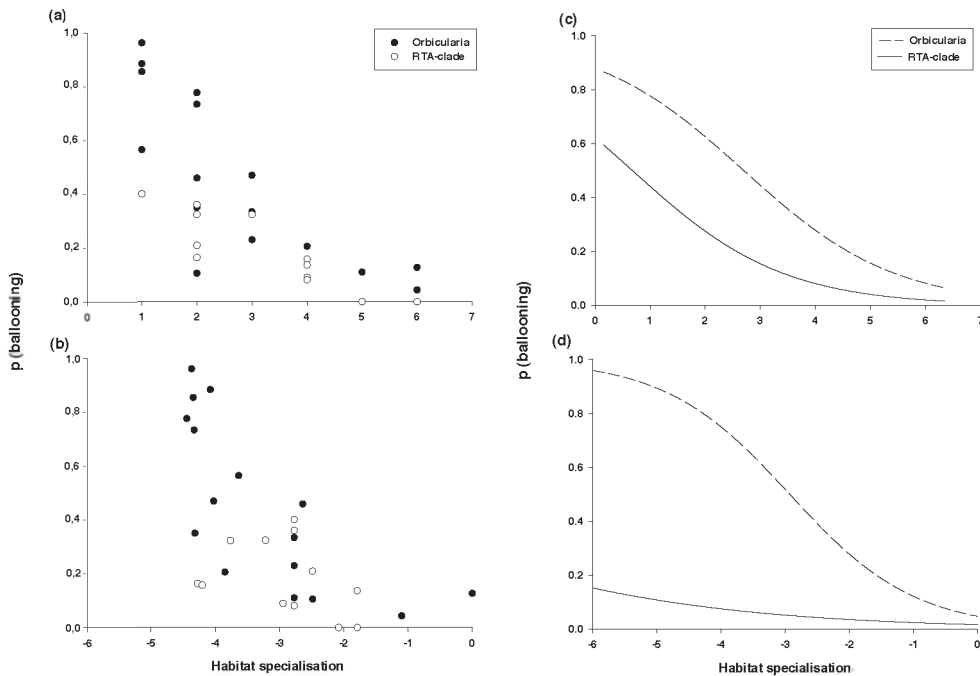 (a)
1,0
0,8
0,6
0,4
0,2
0,0
0 1 2 3 4 5 6 7
Orbicularia
RTA-clade
(b)
1,0
0,8
0,6
0,4
0,2
0,0
-6 -5 -4 -3 -2 -1 0
Habitat specialisation
p (ballooning)
(c)
1.0
0.8
0.6
0.4
0.2
0.0
0 1 2 3 4 5 6 7
Orbicularia
RTA-clade
(d)
1.0
0.8
0.6
0.4
0.2
0.0
-6 -5 -4 -3 -2 -1 0
Habitat specialisation
p (ballooning)